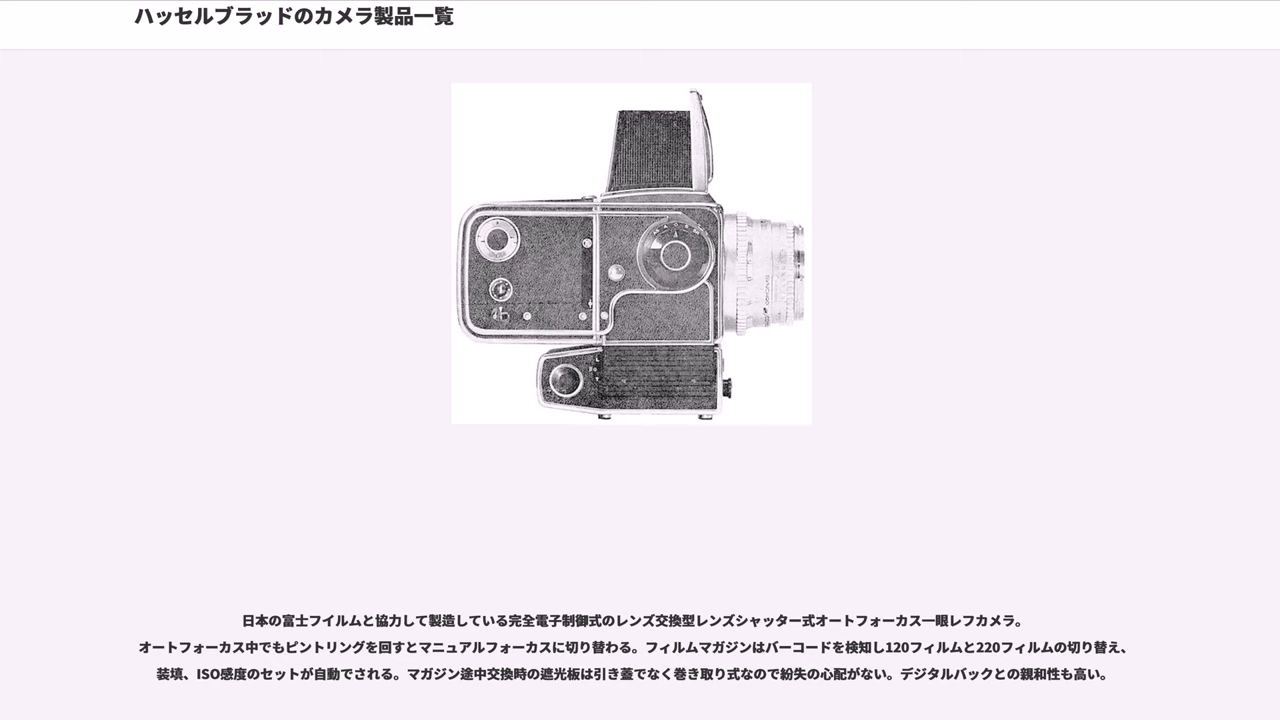 ハッセルブラッドのカメラ製品一覧
日本の富士フイルムと協力して製造している完全電子制御式のレンズ交換型レンズシャッター式オートフォーカス一眼レフカメラ。
オートフォーカス中でもピントリングを回すとマニュアルフォーカスに切り替わる。フィルムマガジンはバーコードを検知し120フィルムと220フィルムの切り替え、
装填、ISO感度のセットが自動でされる。マガジン途中交換時の遮光板は引き蓋でなく巻き取り式なので紛失の心配がない。デジタルバックとの親和性も高い。